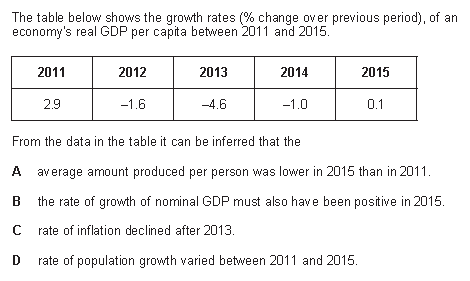 The table below shows the growth rates (% change over previous period), of an
economy's real GDP per capita between 2011 and 2015.
2011 2012 2013 2014 2015
2.9 –1.6 –4.6 –1.0 0.1
From the data in the table it can be inferred that the
A average amount produced per person was lower in 2015 than in 2011.
B the rate of growth of nominal GDP must also have been positive in 2015.
C rate of inflation declined after 2013.
D rate of population growth varied between 2011 and 2015.